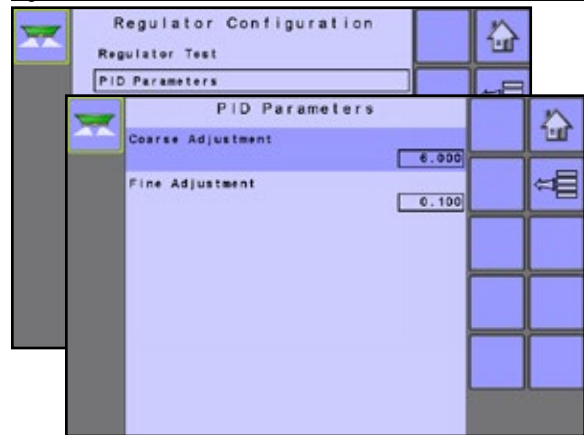 Regulator Configuration
Regulator Test
PID Parameters
PID Parameters
Coarse Adjustment
6.000
Fine Adjustment
0.100